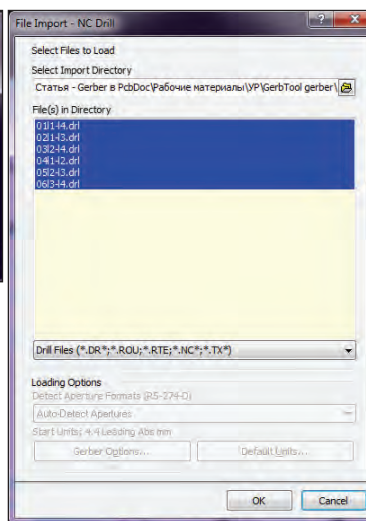 File Import - NC Drill
Select Files to Load
Select Import Directory
Статья - Gerber в PcbDoc\Рабочие материалы\УР\GerbTool gerber\
File(s) in Directory
01l1-l4.drl
02l1-l3.drl
03l2-l4.drl
04l1-l2.drl
05l2-l3.drl
06l3-l4.drl
Drill Files (*.DR*;*.ROU;*.RTE;*.NC*;*.TX*)
Loading Options
Detect Aperture Formats (RS-274-D)
Auto-Detect Apertures
Start Units: 4.4 Leading Abs mm
Gerber Options...
Default Units...
OK
Cancel